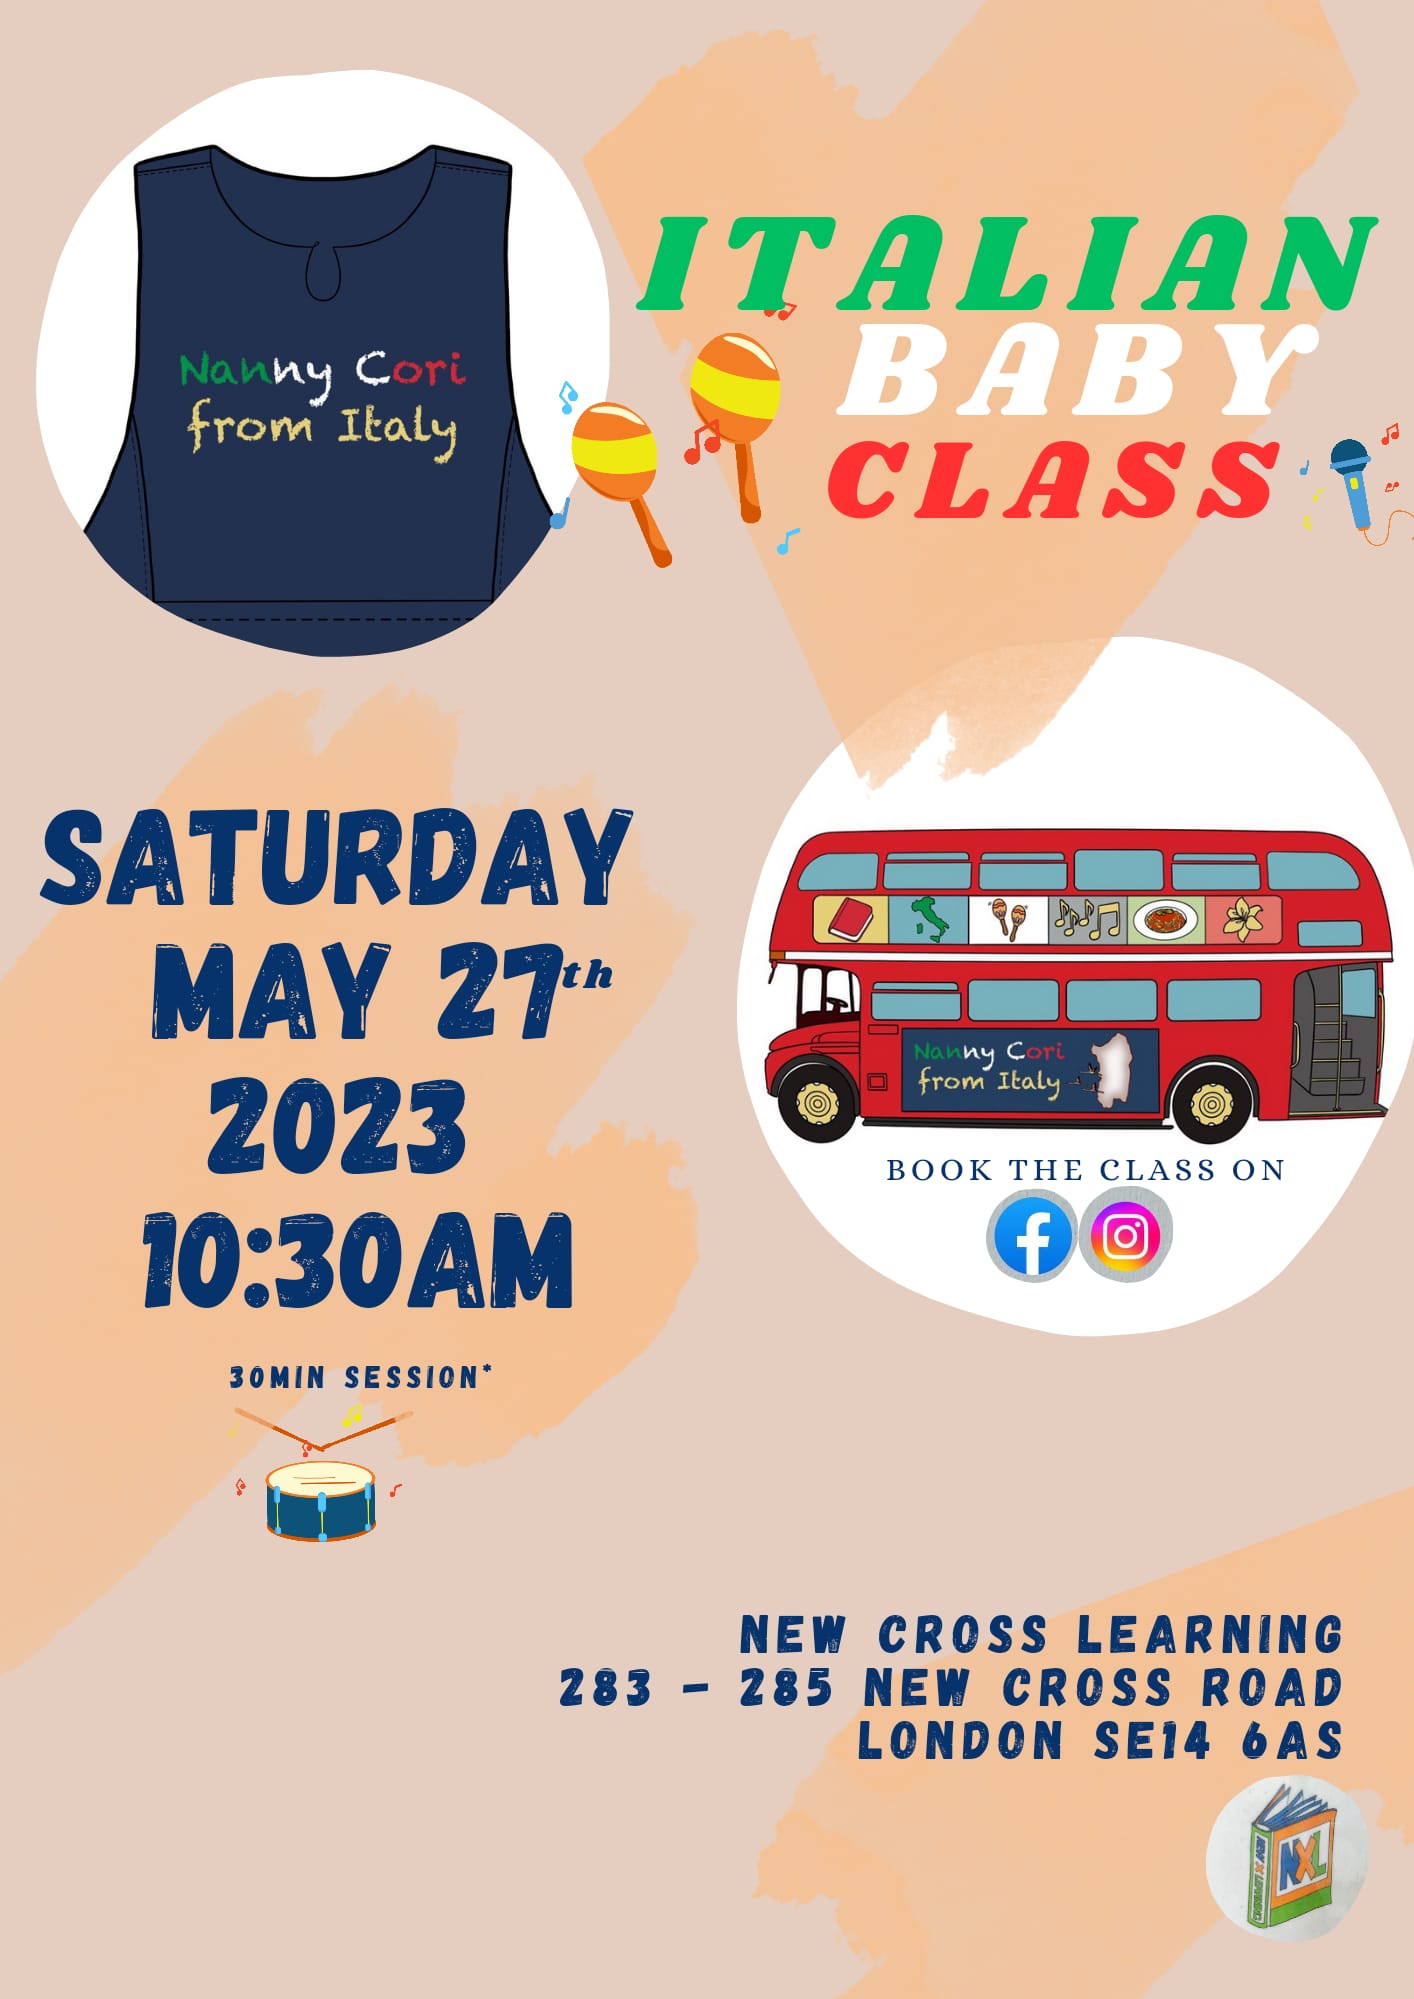 Nanny Cori
from Italy
ITALIAN
BABY
CLASS
SATURDAY
MAY 27th
2023
10:30AM
30MIN SESSION*
Nanny Cori
from Italy
BOOK THE CLASS ON
NEW CROSS LEARNING
283 - 285 NEW CROSS ROAD
LONDON SE14 6AS
NXL